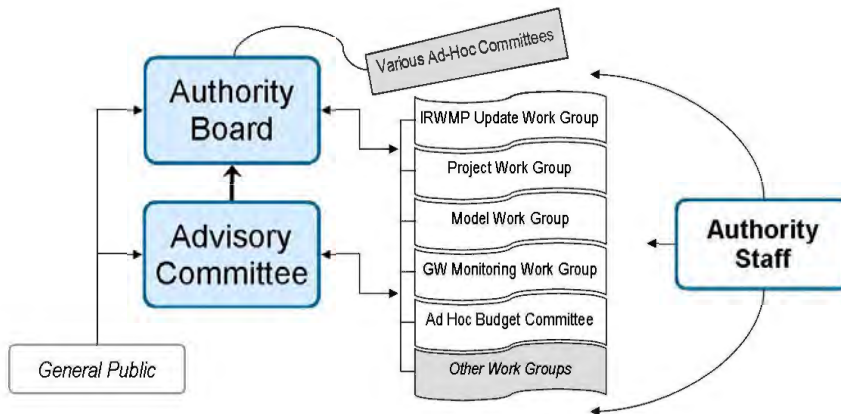 Various Ad-Hoc Committees
Authority
Board
IRWMP Update Work Group
Project Work Group
Model Work Group
Advisory
Committee
GW Monitoring Work Group
Ad Hoc Budget Committee
Other Work Groups
Authority
Staff
General Public